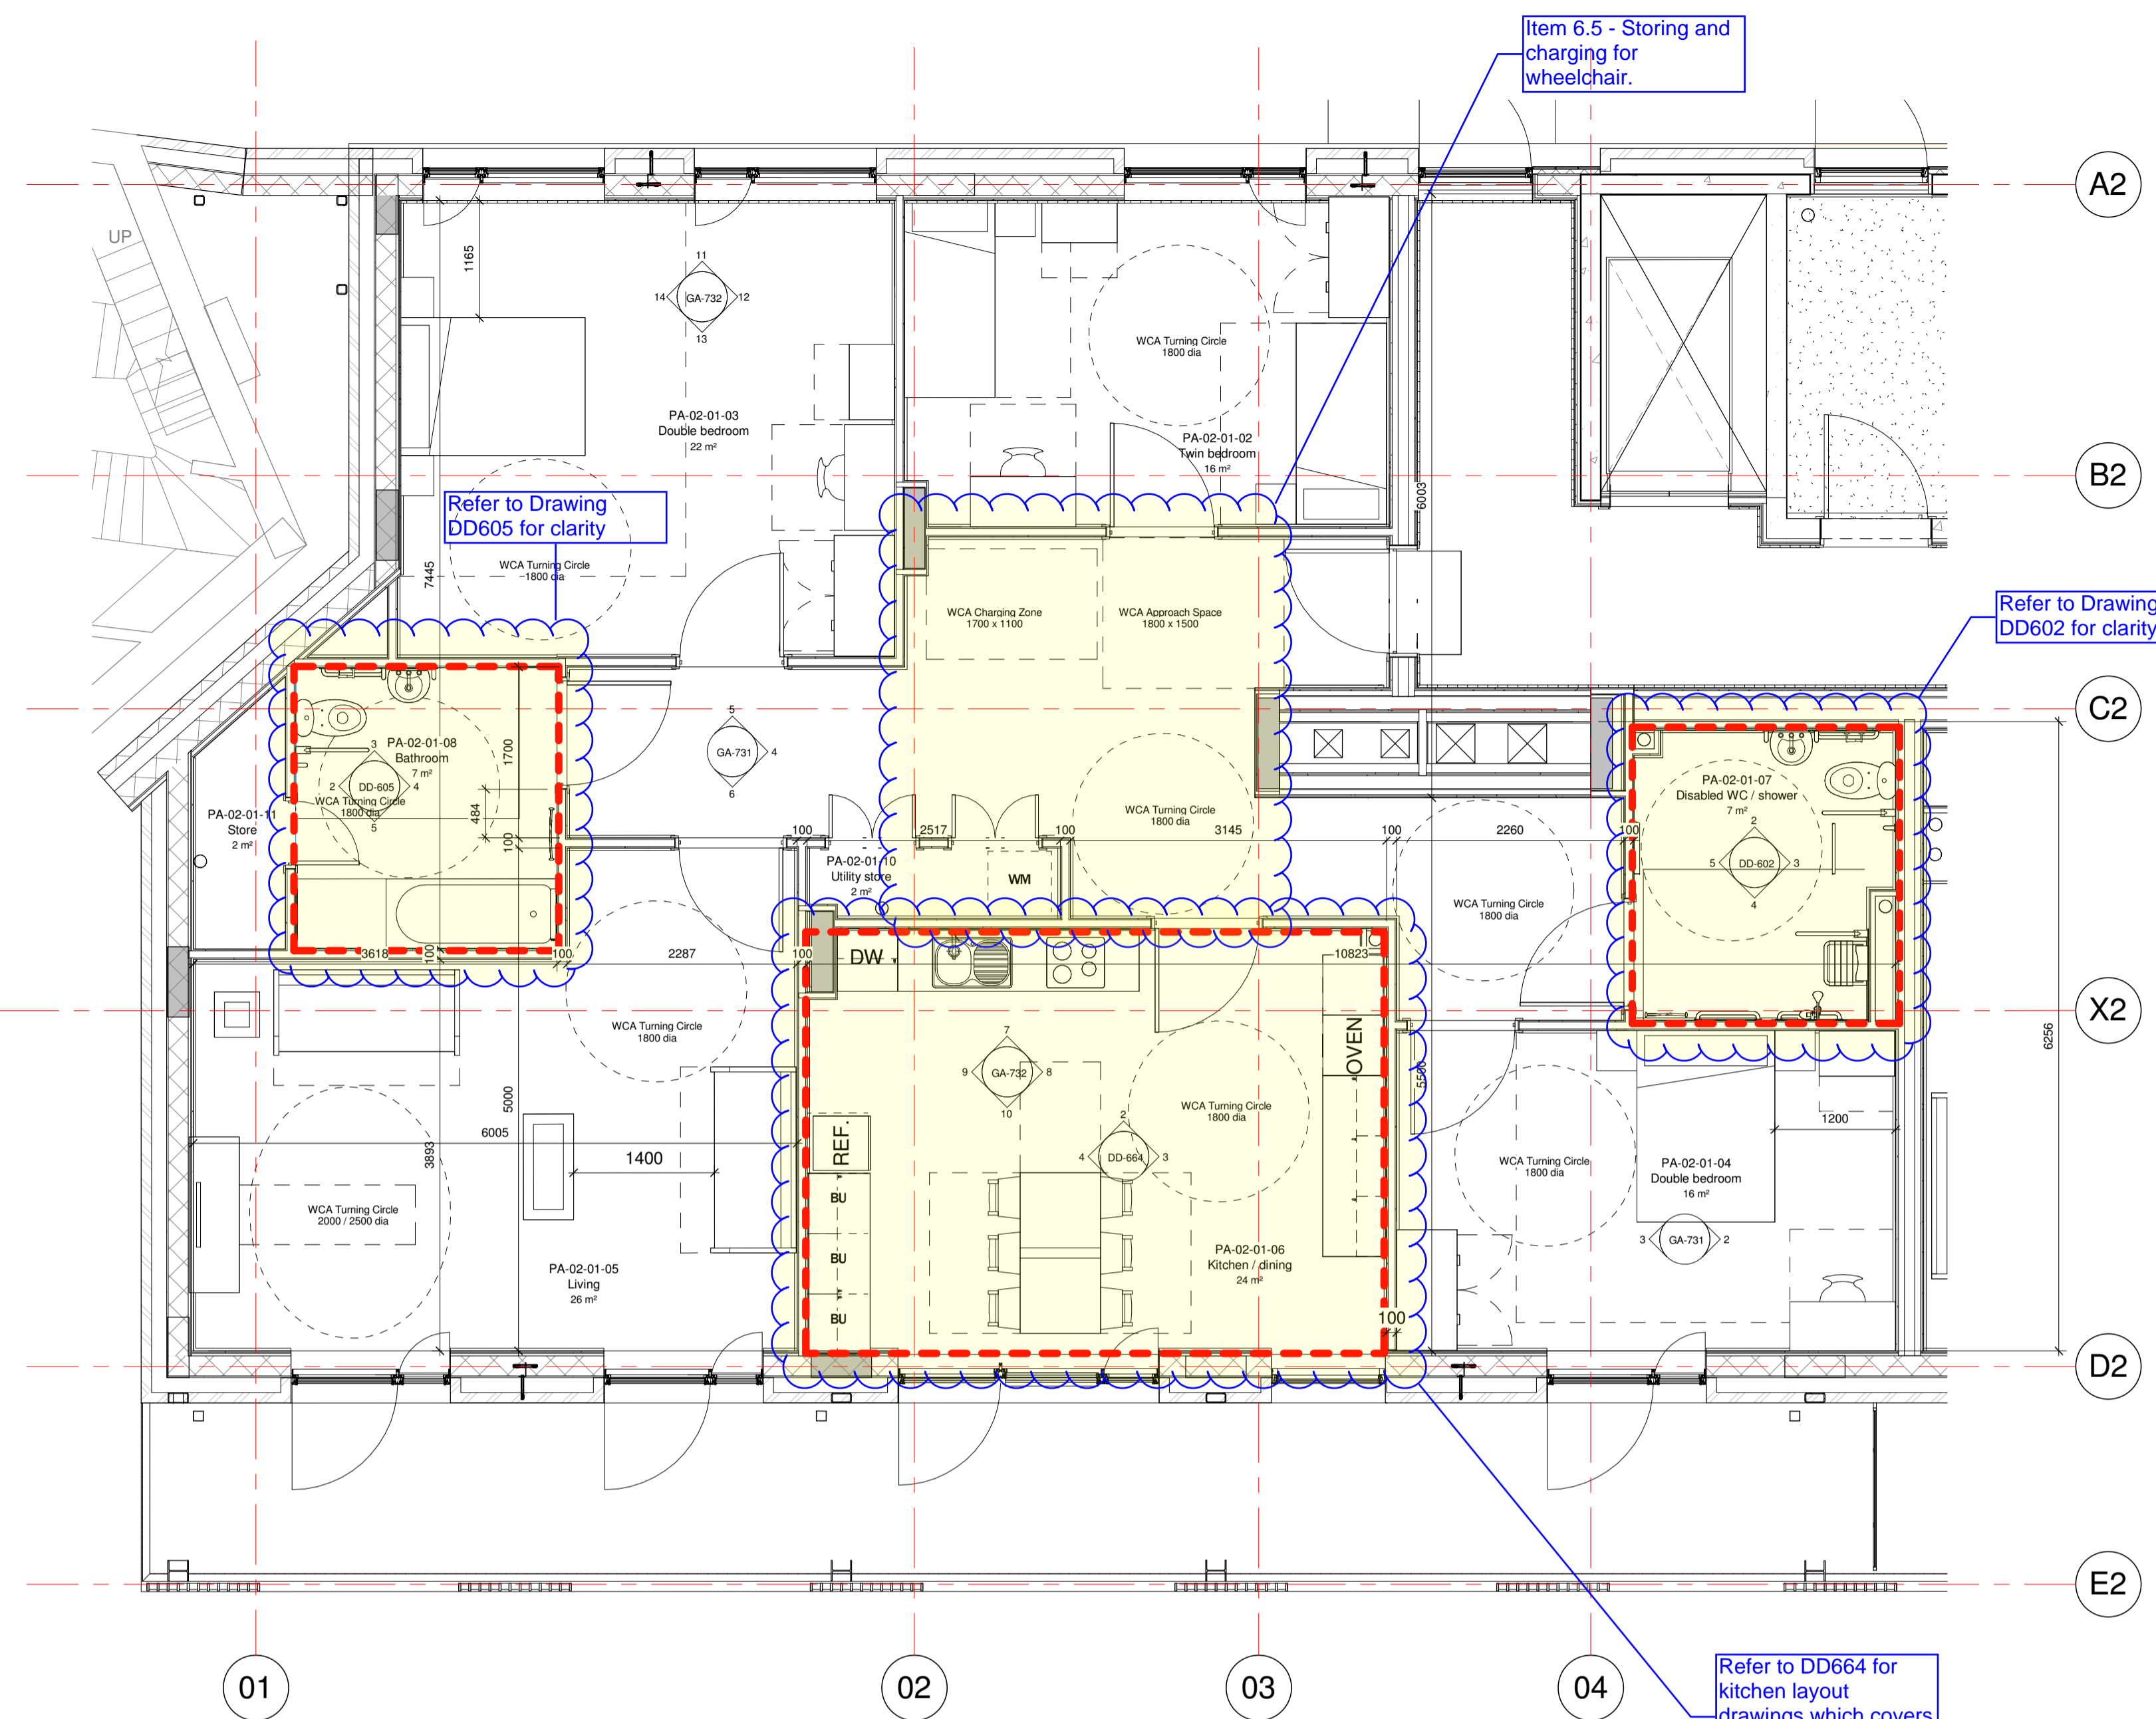 Item 6.5 - Storing and
charging for
wheelchair.
A2
UP
1165
11
14
GA-732
12
13
WCA Turning Circle
1800 dia
PA-02-01-03
Double bedroom
22 m²
PA-02-01-02
Twin bedroom
16 m²
B2
6003
Refer to Drawing
DD605 for clarity
WCA Turning Circle
1800 dia
7445
WCA Charging Zone
1700 x 1100
WCA Approach Space
1800 x 1500
Refer to Drawing
DD602 for clarity
C2
5
GA-731
4
6
PA-02-01-08
Bathroom
7 m²
3
2
DD-605
4
5
WCA Turning Circle
1800 dia
1700
484
100
PA-02-01-11
Store
2 m²
PA-02-01-07
Disabled WC / shower
7 m²
2
5
DD-602
3
4
WCA Turning Circle
1800 dia
100
2517
100
3145
100
2260
100
PA-02-01-10
Utility store
2 m²
WM
WCA Turning Circle
1800 dia
3618
100
100
2287
100
DW
10823
X2
WCA Turning Circle
1800 dia
OVEN
5500
6256
7
9
GA-732
8
10
WCA Turning Circle
1800 dia
2
4
DD-664
3
5000
6005
3893
1400
REF.
BU
BU
BU
1200
WCA Turning Circle
1800 dia
PA-02-01-04
Double bedroom
16 m²
3
GA-731
2
WCA Turning Circle
2000 / 2500 dia
PA-02-01-05
Living
26 m²
PA-02-01-06
Kitchen / dining
24 m²
100
D2
E2
01
02
03
04
Refer to DD664 for
kitchen layout
drawings which covers